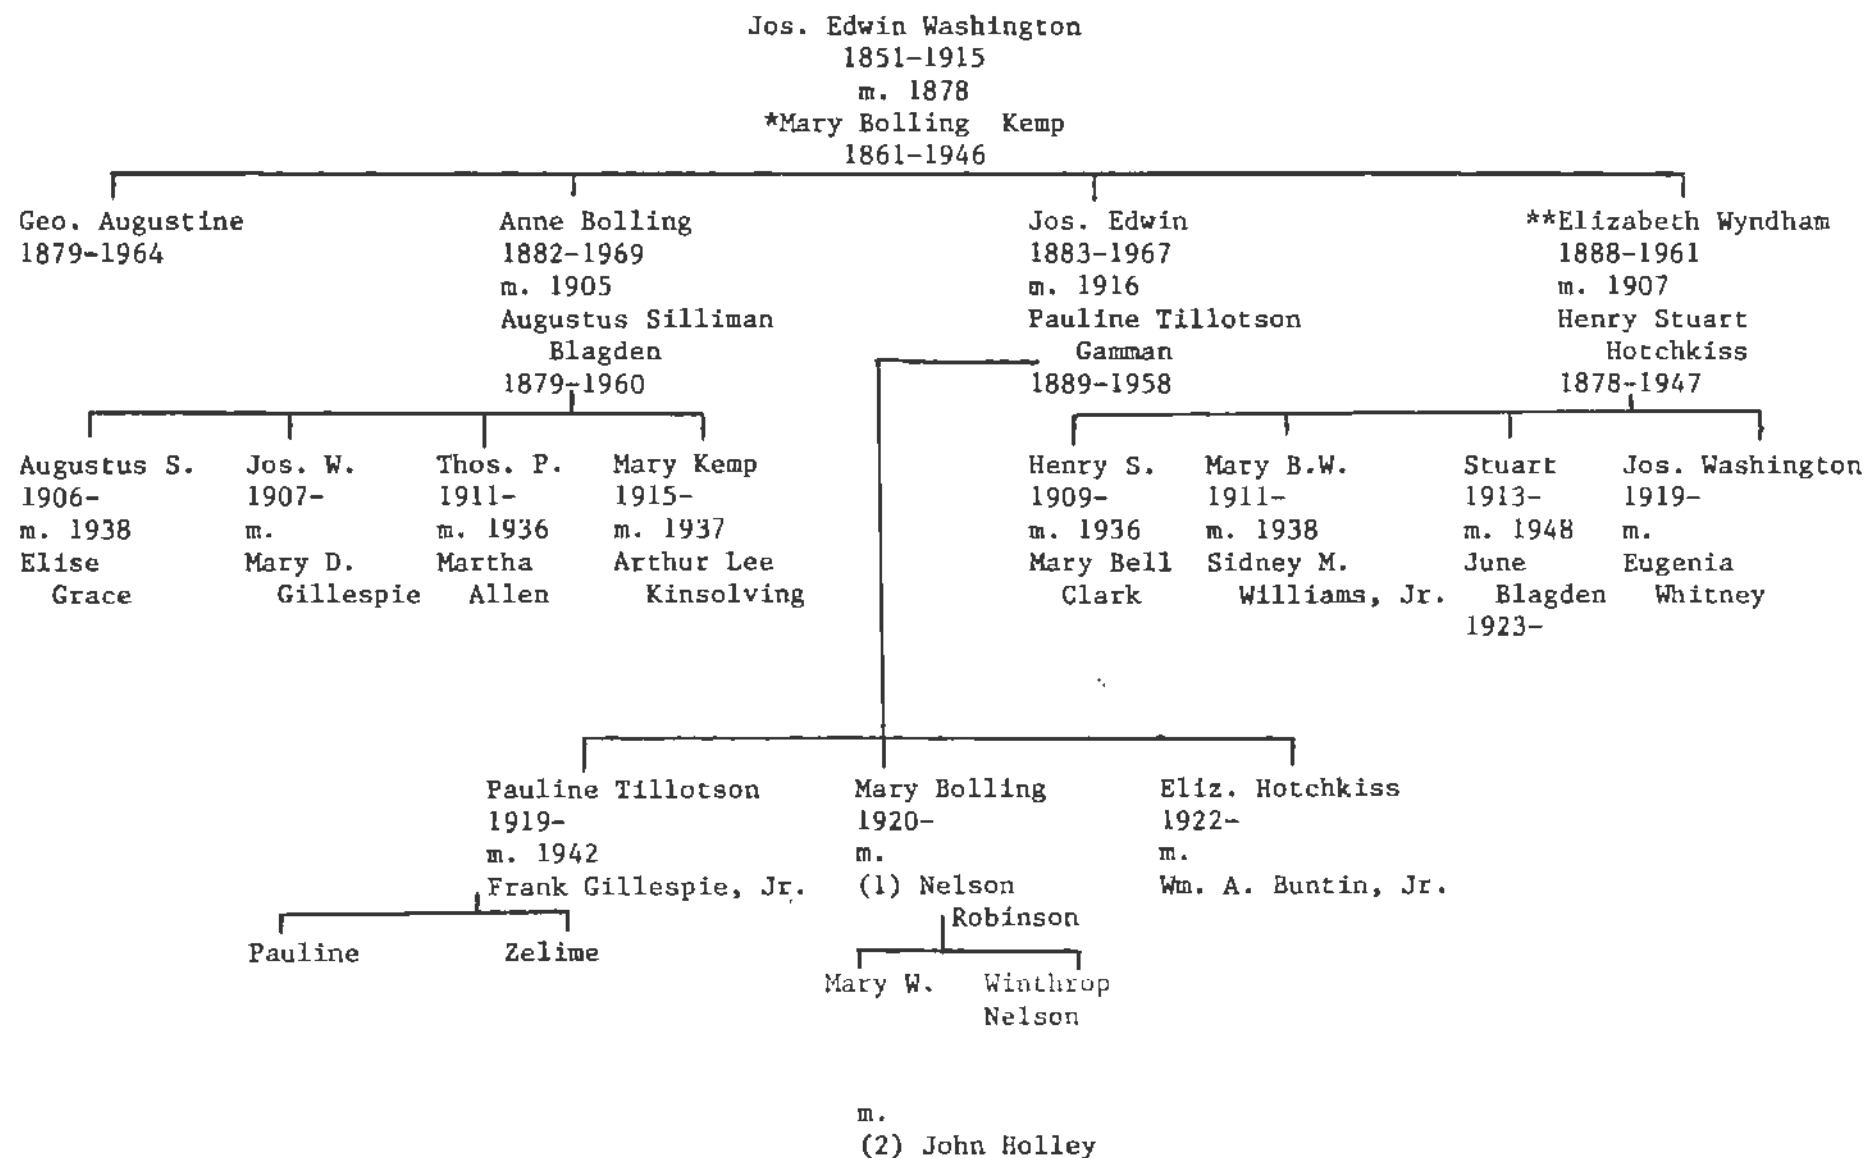 Jos. Edwin Washington
1851-1915
m. 1878
*Mary Bolling Kemp
1861-1946
Geo. Augustine
1879-1964
Anne Bolling
1882-1969
m. 1905
Augustus Silliman
Blagden
1879-1960
Jos. Edwin
1883-1967
m. 1916
Pauline Tillotson
Gamman
1889-1958
**Elizabeth Wyndham
1888-1961
m. 1907
Henry Stuart
Hotchkiss
1878-1947
Augustus S.
1906-
m. 1938
Elise
Grace
Jos. W.
1907-
m.
Mary D.
Gillespie
Thos. P.
1911-
m. 1936
Martha
Allen
Mary Kemp
1915-
m. 1937
Arthur Lee
Kinsolving
Henry S.
1909-
m. 1936
Mary Bell
Clark
Mary B.W.
1911-
m. 1938
Sidney M.
Williams, Jr.
Stuart
1913-
m. 1948
June
Blagden
1923-
Jos. Washington
1919-
m.
Eugenia
Whitney
Pauline Tillotson
1919-
m. 1942
Frank Gillespie, Jr.
Mary Bolling
1920-
m.
(1) Nelson
Robinson
Eliz. Hotchkiss
1922-
m.
Wm. A. Buntin, Jr.
Pauline
Zelime
Mary W.
Winthrop
Nelson
m.
(2) John Holley